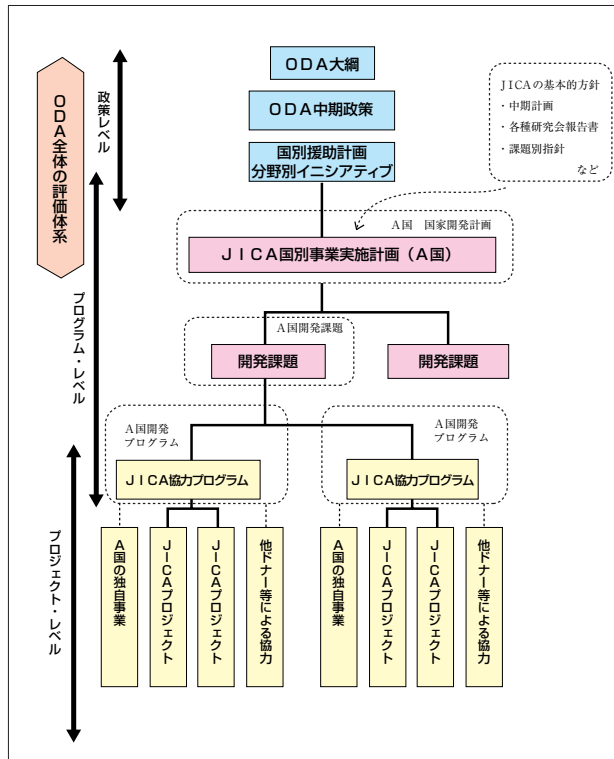 ODA全体の評価体系
政策レベル
プログラム・レベル
プロジェクト・レベル
ODA大綱
ODA中期政策
国別援助計画
分野別イニシアティブ
JICAの基本的方針
・中期計画
・各種研究会報告書
・課題別指針
など
A国 国家開発計画
JICA国別事業実施計画(A国)
A国開発課題
開発課題
開発課題
A国開発
プログラム
JICA協力プログラム
A国開発
プログラム
JICA協力プログラム
A国の独自事業
JICAプロジェクト
JICAプロジェクト
他ドナー等による協力
A国の独自事業
JICAプロジェクト
JICAプロジェクト
他ドナー等による協力